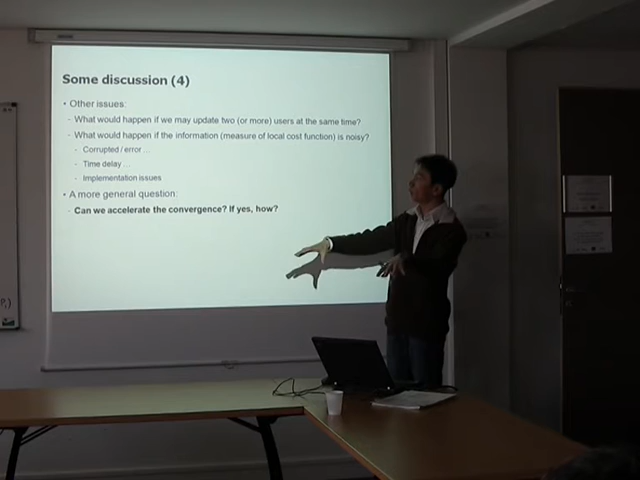 Some discussion (4)
• Other issues:
- What would happen if we may update two (or more) users at the same time?
- What would happen if the information (measure of local cost function) is noisy?
- Corrupted / error ...
- Time delay ...
- Implementation issues
• A more general question:
- Can we accelerate the convergence? If yes, how?